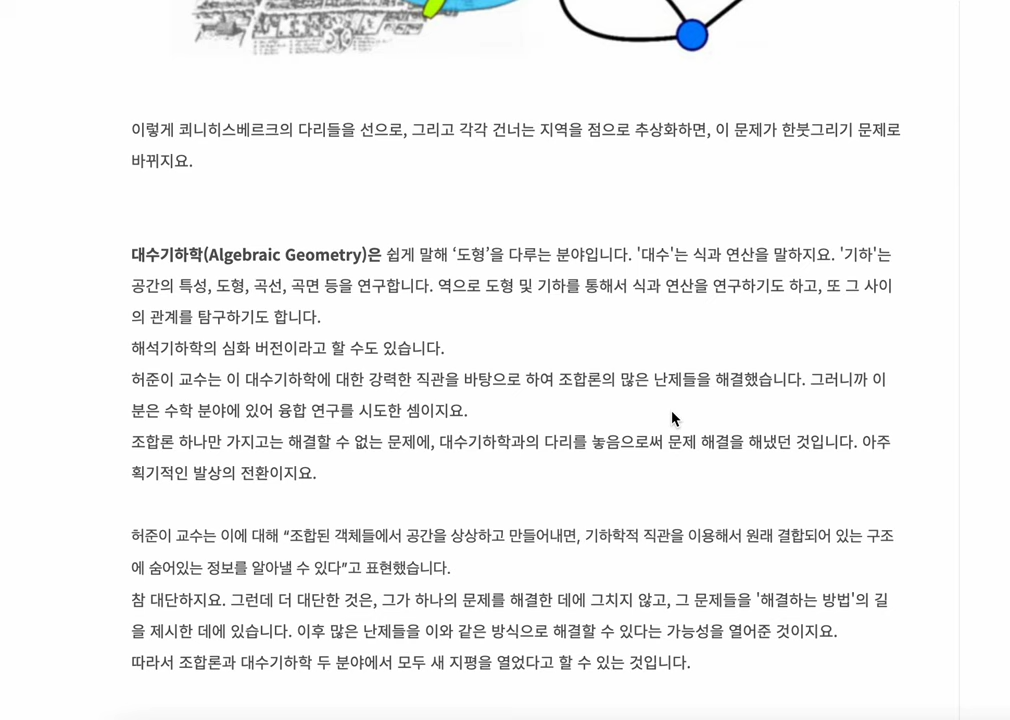 이렇게 쾨니히스베르크의 다리들을 선으로, 그리고 각각 건너는 지역을 점으로 추상화하면, 이 문제가 한붓그리기 문제로
바뀌지요.
대수기하학(Algebraic Geometry)은 쉽게 말해 ‘도형’을 다루는 분야입니다. '대수'는 식과 연산을 말하지요. '기하'는
공간의 특성, 도형, 곡선, 곡면 등을 연구합니다. 역으로 도형 및 기하를 통해서 식과 연산을 연구하기도 하고, 또 그 사이
의 관계를 탐구하기도 합니다.
해석기하학의 심화 버전이라고 할 수도 있습니다.
허준이 교수는 이 대수기하학에 대한 강력한 직관을 바탕으로 하여 조합론의 많은 난제들을 해결했습니다. 그러니까 이
분은 수학 분야에 있어 융합 연구를 시도한 셈이지요.
조합론 하나만 가지고는 해결할 수 없는 문제에, 대수기하학과의 다리를 놓음으로써 문제 해결을 해냈던 것입니다. 아주
획기적인 발상의 전환이지요.
허준이 교수는 이에 대해 “조합된 객체들에서 공간을 상상하고 만들어내면, 기하학적 직관을 이용해서 원래 결합되어 있는 구조
에 숨어있는 정보를 알아낼 수 있다”고 표현했습니다.
참 대단하지요. 그런데 더 대단한 것은, 그가 하나의 문제를 해결한 데에 그치지 않고, 그 문제들을 '해결하는 방법'의 길
을 제시한 데에 있습니다. 이후 많은 난제들을 이와 같은 방식으로 해결할 수 있다는 가능성을 열어준 것이지요.
따라서 조합론과 대수기하학 두 분야에서 모두 새 지평을 열었다고 할 수 있는 것입니다.